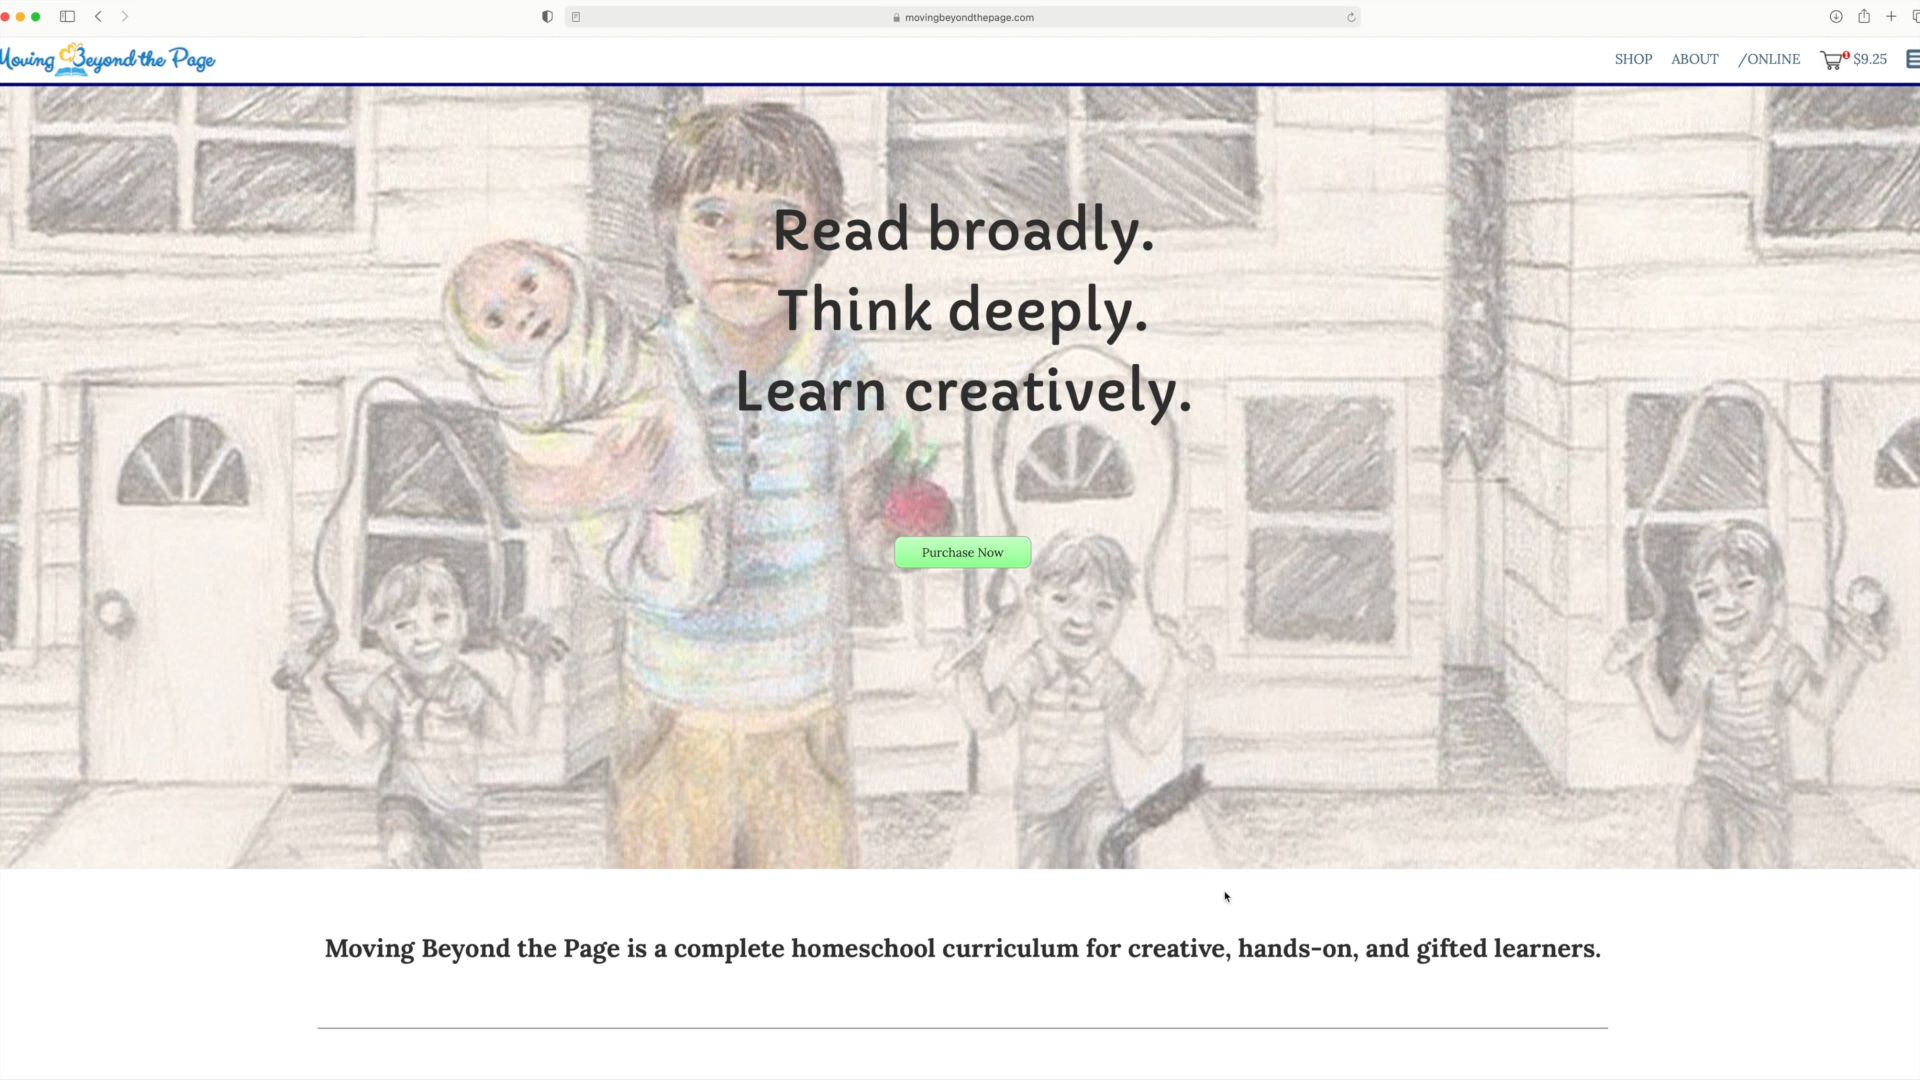 movingbeyondthepage.com
Moving Beyond the Page
SHOP ABOUT /ONLINE 1 $9.25
Read broadly.
Think deeply.
Learn creatively.
Purchase Now
Moving Beyond the Page is a complete homeschool curriculum for creative, hands-on, and gifted learners.